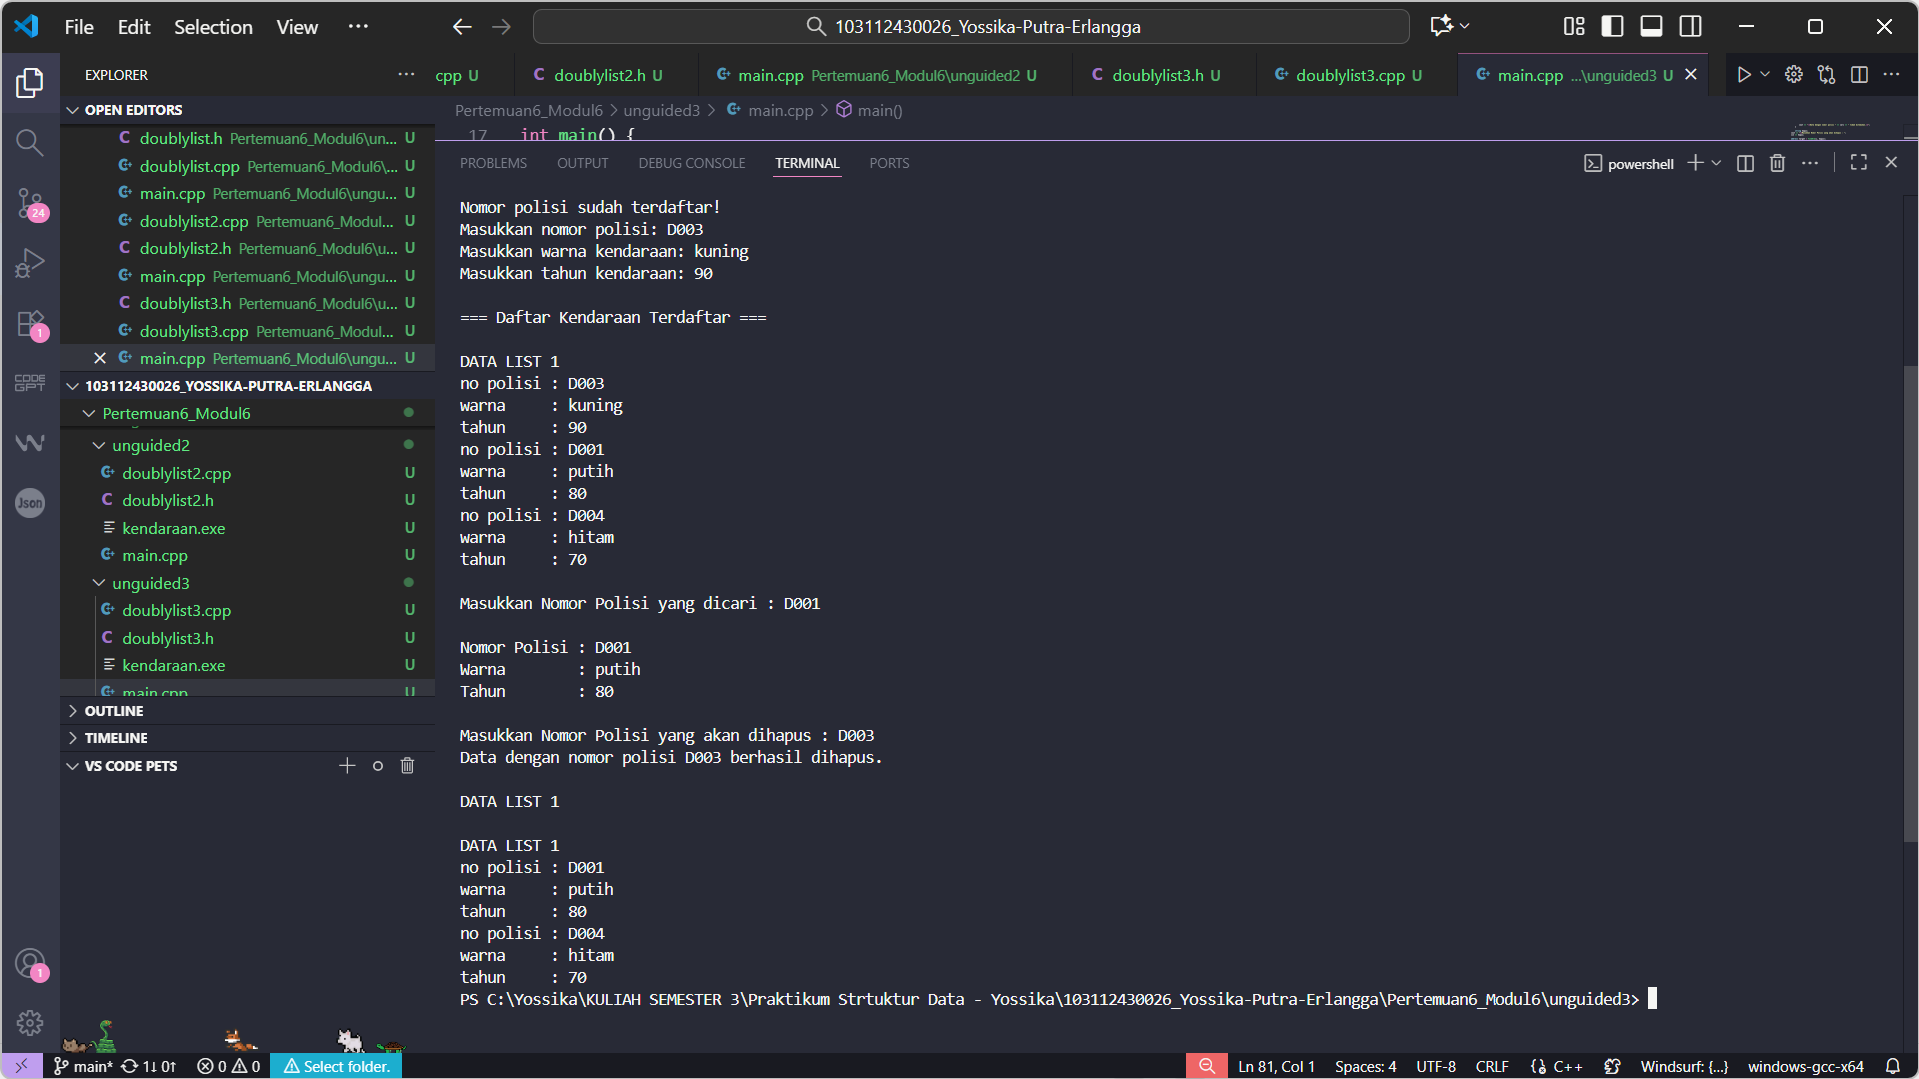 File Edit Selection View ...
103112430026_Yossika-Putra-Erlangga
EXPLORER ...
cpp U
doublylist2.h U
main.cpp Pertemuan6_Modul6\unguided2 U
doublylist3.h U
doublylist3.cpp U
main.cpp ...\unguided3 U
OPEN EDITORS
doublylist.h Pertemuan6_Modul6\un... U
doublylist.cpp Pertemuan6_Modul6\... U
main.cpp Pertemuan6_Modul6\ungu... U
doublylist2.cpp Pertemuan6_Modul... U
doublylist2.h Pertemuan6_Modul6\u... U
main.cpp Pertemuan6_Modul6\ungu... U
doublylist3.h Pertemuan6_Modul6\u... U
doublylist3.cpp Pertemuan6_Modul... U
main.cpp Pertemuan6_Modul6\ungu... U
103112430026_YOSSIKA-PUTRA-ERLANGGA
Pertemuan6_Modul6
unguided2
doublylist2.cpp U
doublylist2.h U
kendaraan.exe U
main.cpp U
unguided3
doublylist3.cpp U
doublylist3.h U
kendaraan.exe U
main.cpp U
OUTLINE
TIMELINE
VS CODE PETS
24
1
CODE
GPT
Json
1
Pertemuan6_Modul6 > unguided3 > main.cpp > main()
17 int main() {
PROBLEMS OUTPUT DEBUG CONSOLE TERMINAL PORTS
powershell
Nomor polisi sudah terdaftar!
Masukkan nomor polisi: D003
Masukkan warna kendaraan: kuning
Masukkan tahun kendaraan: 90
=== Daftar Kendaraan Terdaftar ===
DATA LIST 1
no polisi : D003
warna     : kuning
tahun     : 90
no polisi : D001
warna     : putih
tahun     : 80
no polisi : D004
warna     : hitam
tahun     : 70
Masukkan Nomor Polisi yang dicari : D001
Nomor Polisi : D001
Warna        : putih
Tahun        : 80
Masukkan Nomor Polisi yang akan dihapus : D003
Data dengan nomor polisi D003 berhasil dihapus.
DATA LIST 1
DATA LIST 1
no polisi : D001
warna     : putih
tahun     : 80
no polisi : D004
warna     : hitam
tahun     : 70
PS C:\Yossika\KULIAH SEMESTER 3\Praktikum Strtuktur Data - Yossika\103112430026_Yossika-Putra-Erlangga\Pertemuan6_Modul6\unguided3>
main* 1↓ 0↑ 0 0 Select folder. Ln 81, Col 1 Spaces: 4 UTF-8 CRLF C++ Windsurf: {...} windows-gcc-x64